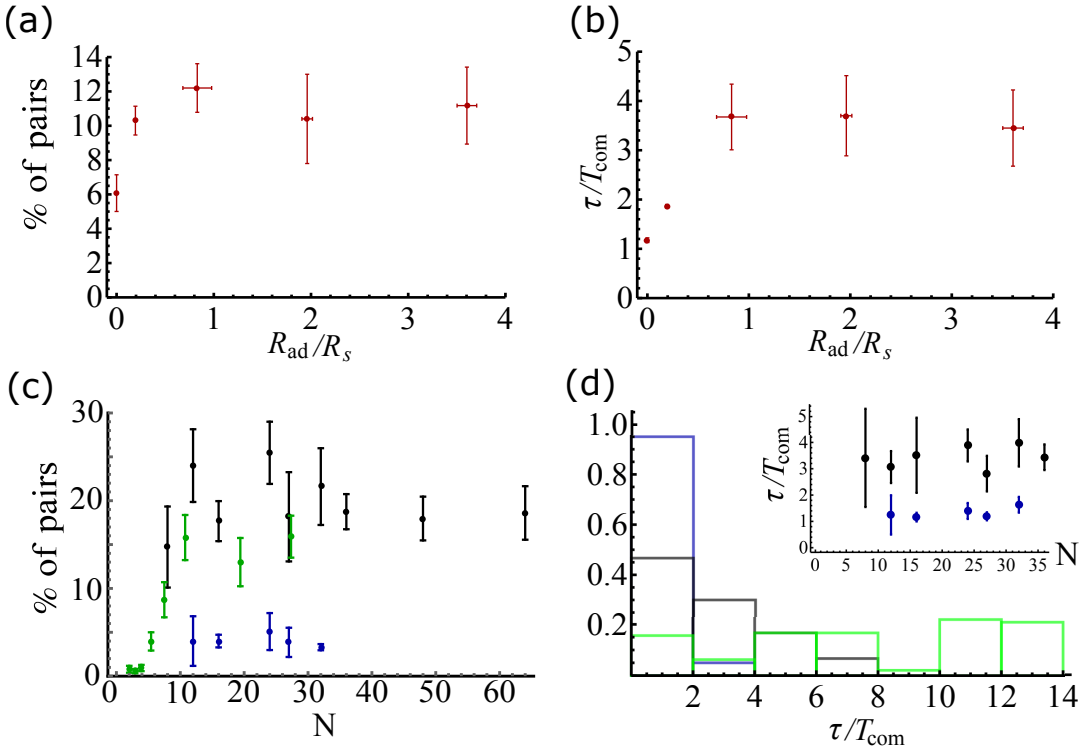 (a)
14
12
10
8
6
4
2
0
% of pairs
0 1 2 3 4
R_ad/R_s
(b)
5
4
3
2
1
0
τ/T_com
0 1 2 3 4
R_ad/R_s
(c)
30
20
10
0
% of pairs
0 10 20 30 40 50 60
N
(d)
1.0
0.8
0.6
0.4
0.2
2 4 6 8 10 12 14
τ/T_com
5
4
3
2
1
0
τ/T_com
0 5 10 15 20 25 30 35
N